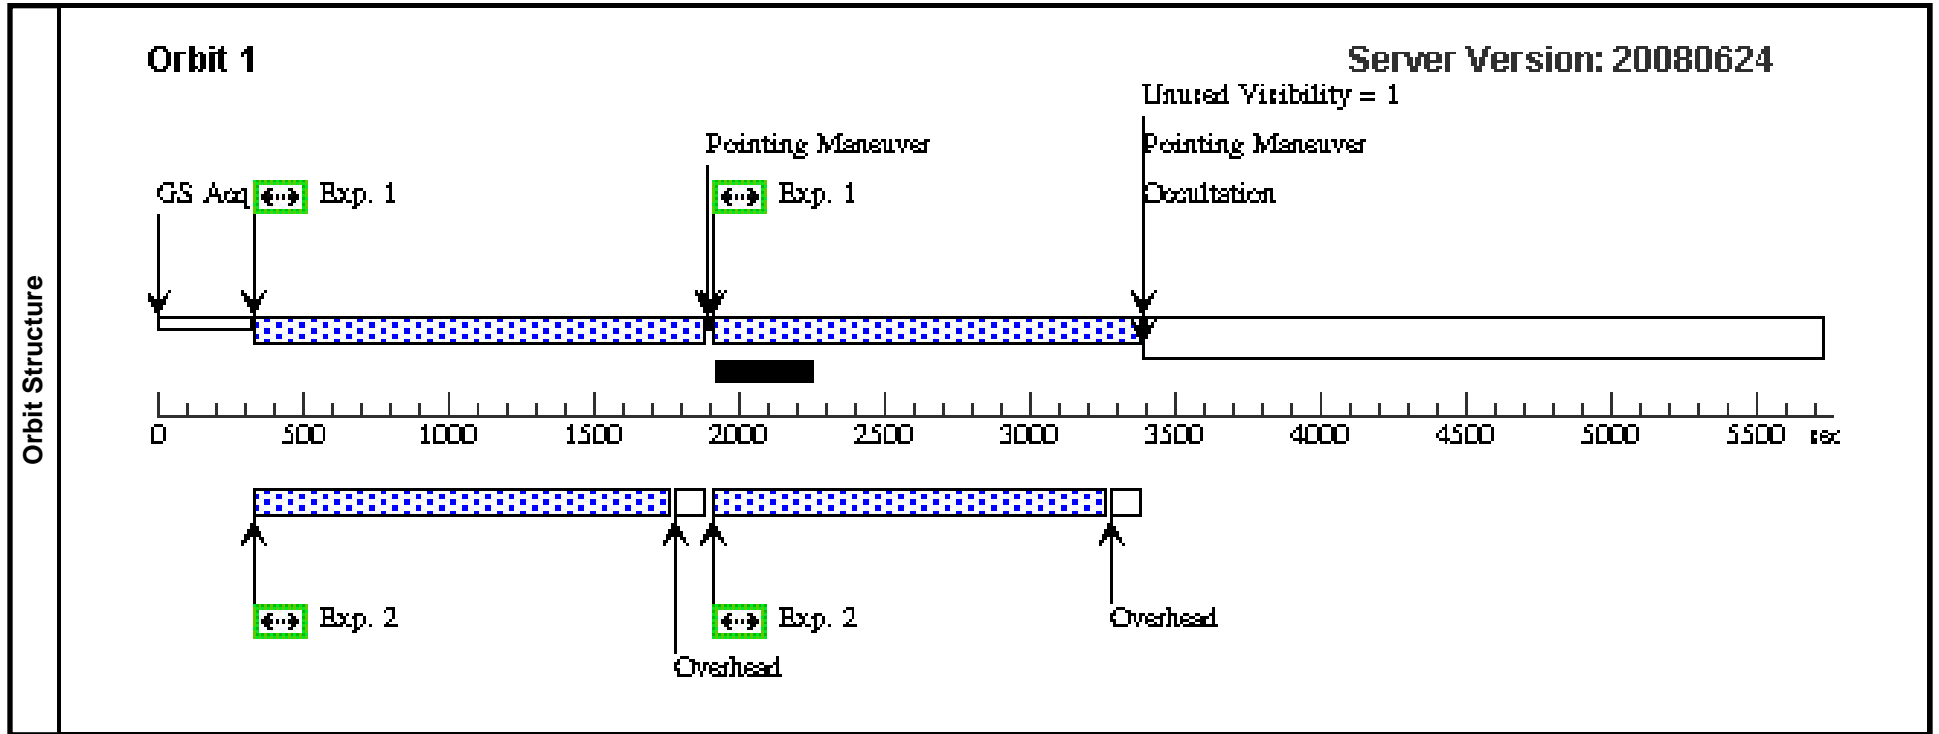 Orbit Structure
Orbit 1
Server Version: 20080624
Unused Visibility = 1
Pointing Maneuver
Pointing Maneuver
GS Acq
Exp. 1
Exp. 1
Occultation
0 500 1000 1500 2000 2500 3000 3500 4000 4500 5000 5500 sec
Exp. 2
Exp. 2
Overhead
Overhead